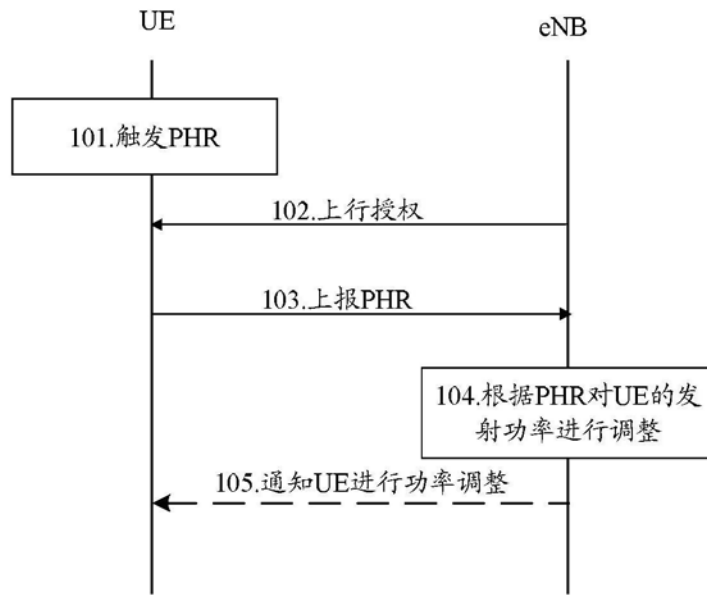 UE
eNB
101.触发PHR
102.上行授权
103.上报PHR
104.根据PHR对UE的发
射功率进行调整
105.通知UE进行功率调整